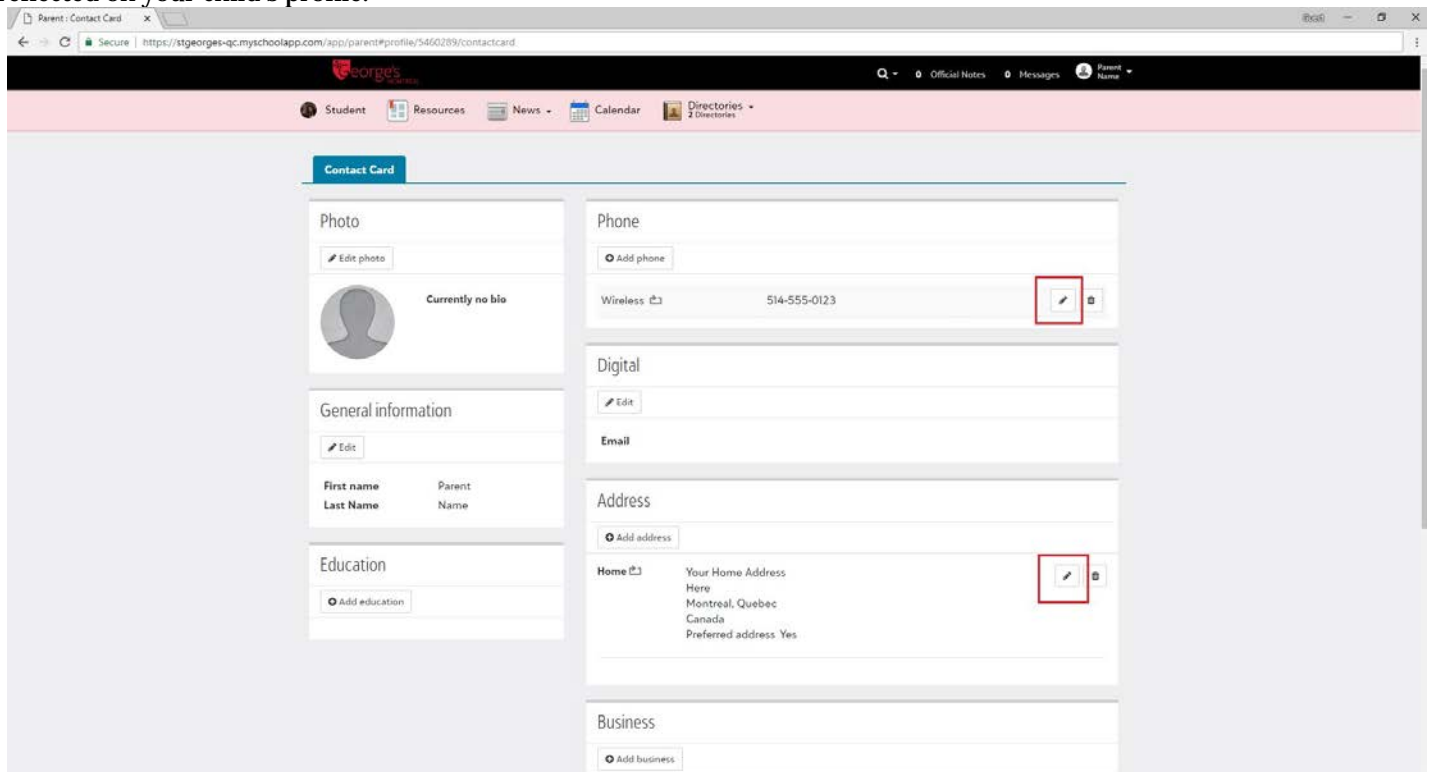 reflected on your child's profile.
Parent : Contact Card
Secure | https://stgeorges-qc.myschoolapp.com/app/parent#profile/5460289/contactcard
George's
0 Official Notes 0 Messages Parent Name
Student Resources News Calendar Directories
2 Directories
Contact Card
Photo
Edit photo
Currently no bio
General information
Edit
First name Parent
Last Name Name
Education
Add education
Phone
Add phone
Wireless 514-555-0123
Digital
Edit
Email
Address
Add address
Home Your Home Address
Here
Montreal, Quebec
Canada
Preferred address Yes
Business
Add business